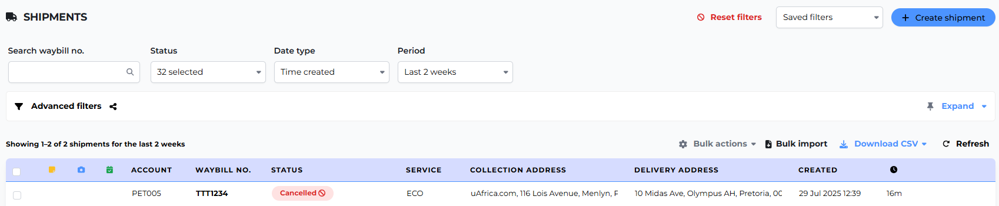 SHIPMENTS
Reset filters
Saved filters
Create shipment
Search waybill no.
Status
Date type
Period
32 selected
Time created
Last 2 weeks
Advanced filters
Expand
Showing 1–2 of 2 shipments for the last 2 weeks
Bulk actions
Bulk import
Download CSV
Refresh
ACCOUNT WAYBILL NO. STATUS SERVICE COLLECTION ADDRESS DELIVERY ADDRESS CREATED
PET005 TTT1234 Cancelled ECO uAfrica.com, 116 Lois Avenue, Menlyn, 10 Midas Ave, Olympus AH, Pretoria, 29 Jul 2025 12:39 16m